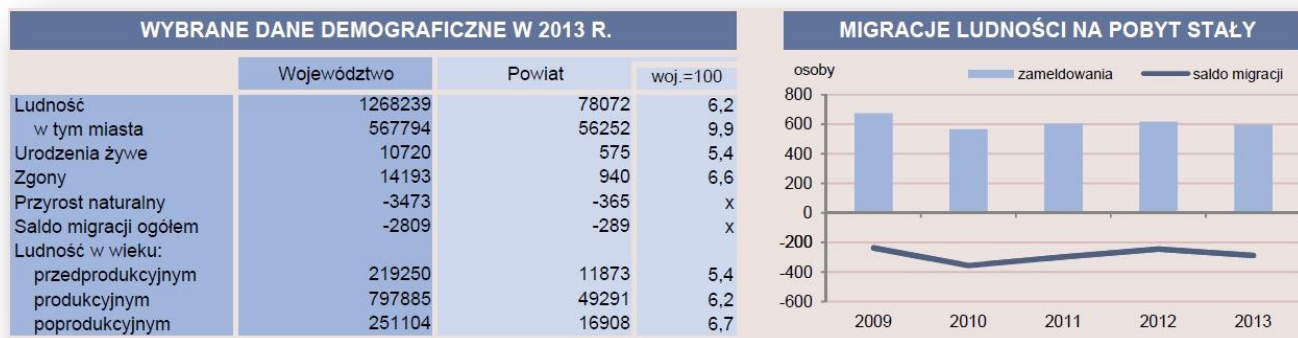 WYBRANE DANE DEMOGRAFICZNE W 2013 R.
Województwo Powiat woj.=100
Ludność 1268239 78072 6,2
w tym miasta 567794 56252 9,9
Urodzenia żywe 10720 575 5,4
Zgony 14193 940 6,6
Przyrost naturalny -3473 -365 x
Saldo migracji ogółem -2809 -289 x
Ludność w wieku:
przedprodukcyjnym 219250 11873 5,4
produkcyjnym 797885 49291 6,2
poprodukcyjnym 251104 16908 6,7
MIGRACJE LUDNOŚCI NA POBYT STAŁY
osoby zameldowania saldo migracji
800
600
400
200
0
-200
-400
-600
2009 2010 2011 2012 2013